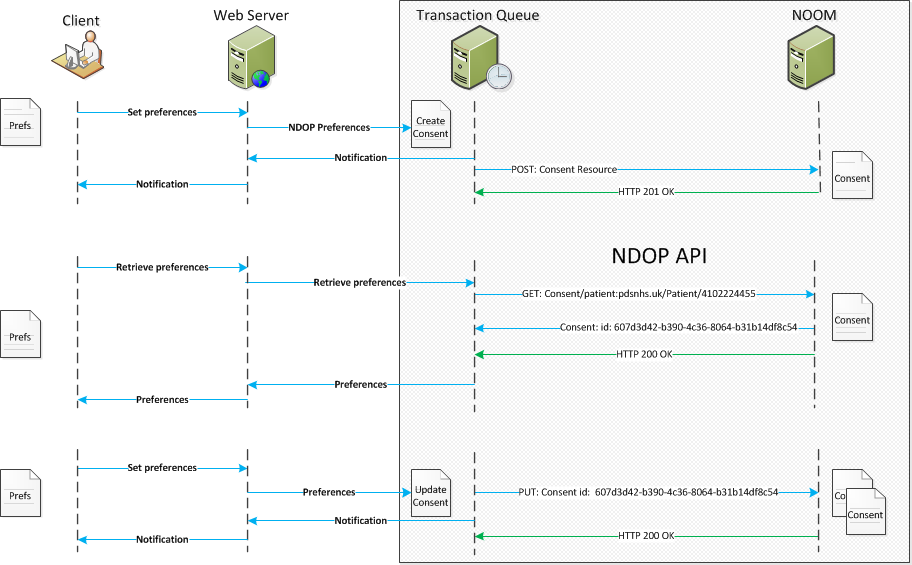 Client
Web Server
Transaction Queue
NOOM
Prefs
Set preferences
NDOP Preferences
Create
Consent
Notification
Notification
POST: Consent Resource
HTTP 201 OK
Consent
NDOP API
Retrieve preferences
Retrieve preferences
GET: Consent/patient:pdsnhs.uk/Patient/4102224455
Consent
Consent: id: 607d3d42-b390-4c36-8064-b31b14df8c54
Prefs
HTTP 200 OK
Preferences
Preferences
Set preferences
Prefs
Preferences
Update
Consent
PUT: Consent id: 607d3d42-b390-4c36-8064-b31b14df8c54
Co
Consent
Notification
HTTP 200 OK
Notification